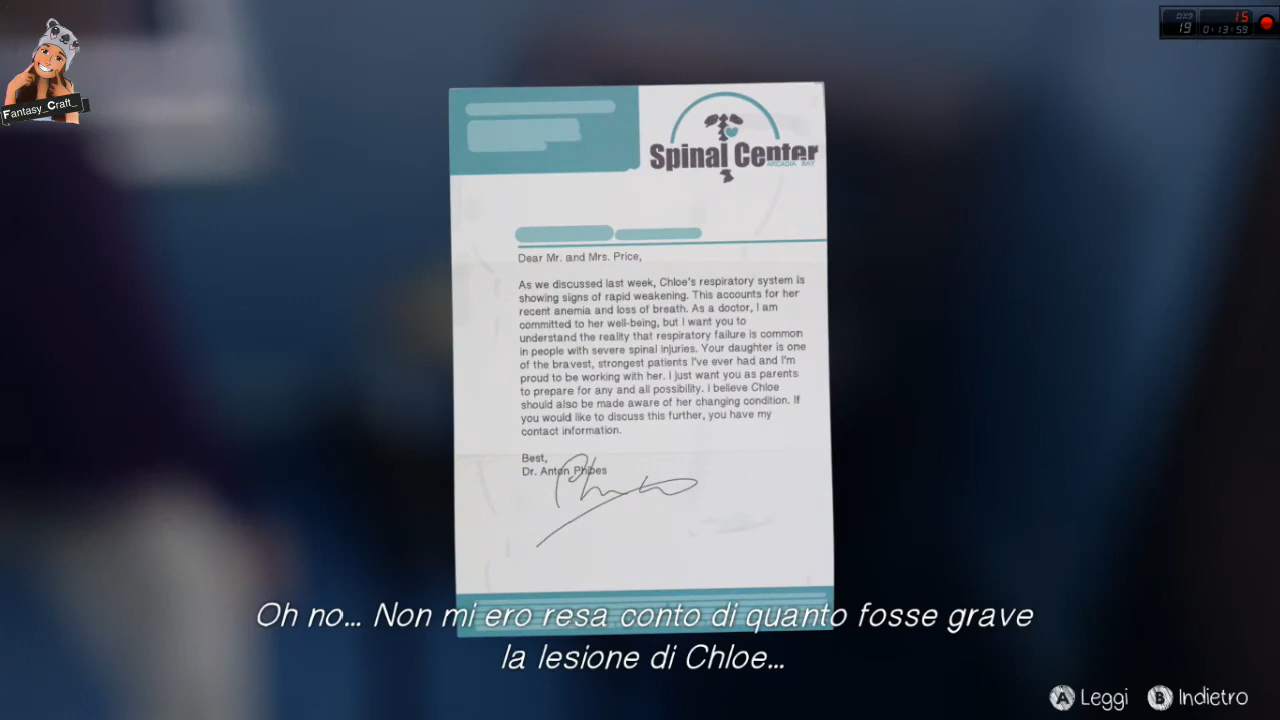 Fantasy_Craft_
DX9
15
19
0:13:59
Spinal Center
ARCADIA BAY
Dear Mr. and Mrs. Price,
As we discussed last week, Chloe's respiratory system is
showing signs of rapid weakening. This accounts for her
recent anemia and loss of breath. As a doctor, I am
committed to her well-being, but I want you to
understand the reality that respiratory failure is common
in people with severe spinal injuries. Your daughter is one
of the bravest, strongest patients I've ever had and I'm
proud to be working with her. I just want you as parents
to prepare for any and all possibility. I believe Chloe
should also be made aware of her changing condition. If
you would like to discuss this further, you have my
contact information.
Best,
Dr. Anton Phibes
Oh no... Non mi ero resa conto di quanto fosse grave
la lesione di Chloe...
A Leggi B Indietro